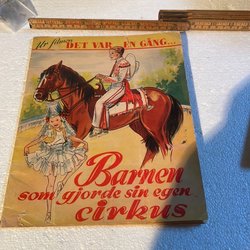 Ur filmen
DET VAR EN GÅNG...
Barnen
som gjorde sin egen
cirkus